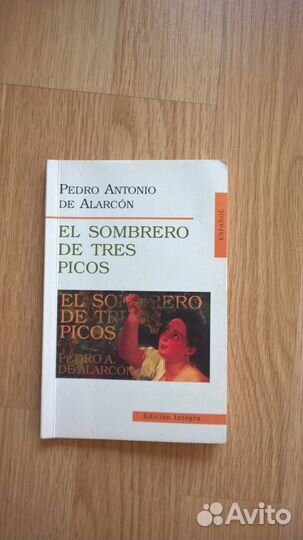 PEDRO ANTONIO
DE ALARCÓN
EL SOMBRERO
DE TRES
PICOS
ESPAÑOL
EL SOMBRERO
DE TRES
PICOS
PEDRO A.
DE ALARCÓN
Edición Integra
Avito